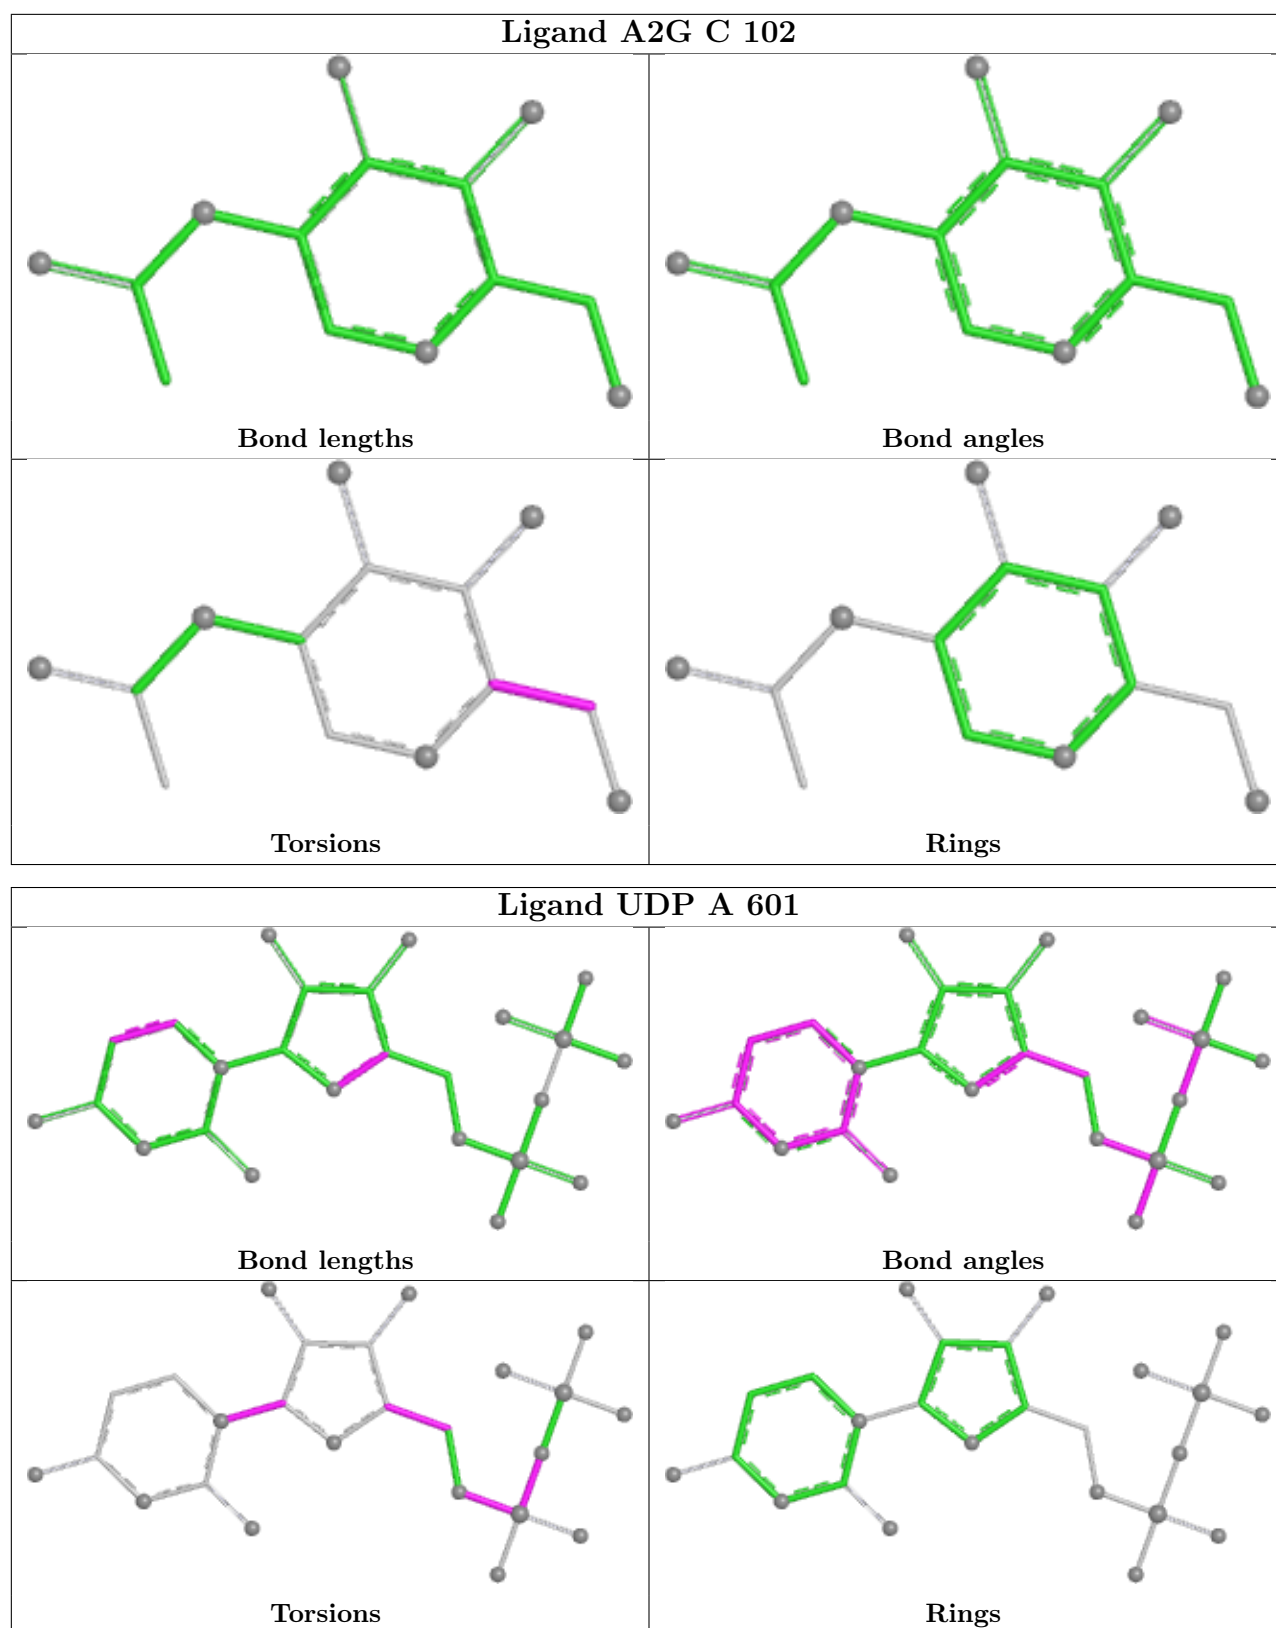 Ligand A2G C 102
Bond lengths
Bond angles
Torsions
Rings
Ligand UDP A 601
Bond lengths
Bond angles
Torsions
Rings